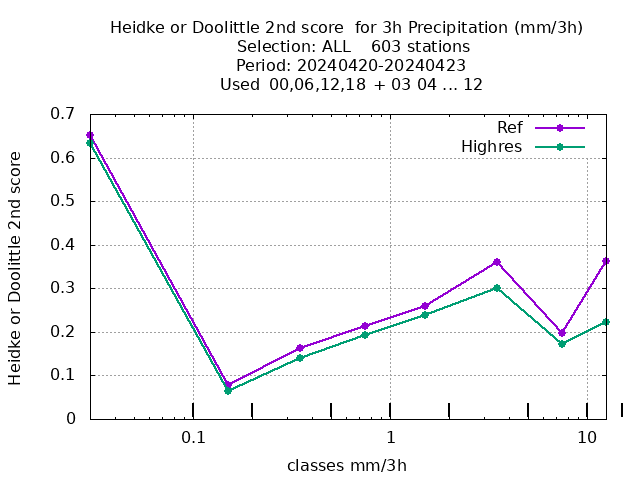 Heidke or Doolittle 2nd score  for 3h Precipitation (mm/3h)
Selection: ALL    603 stations
Period: 20240420-20240423
Used  00,06,12,18  + 03 04 ... 12
Ref
Highres
Heidke or Doolittle 2nd score
0.7
0.6
0.5
0.4
0.3
0.2
0.1
0
0.1
1
10
classes mm/3h